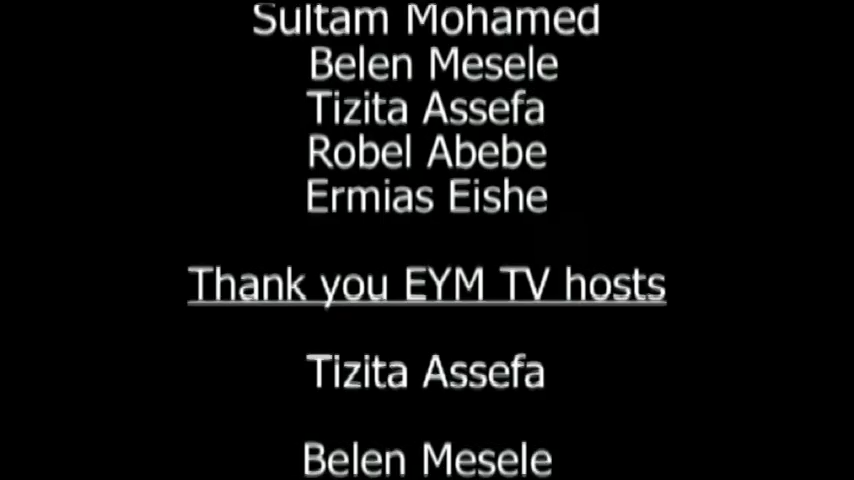 Sultam Mohamed
Belen Mesele
Tizita Assefa
Robel Abebe
Ermias Eishe
Thank you EYM TV hosts
Tizita Assefa
Belen Mesele